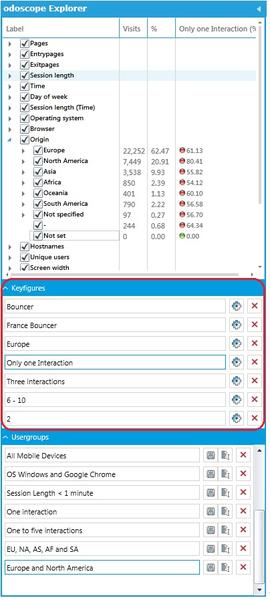 odoscope Explorer
Label Visits % Only one Interaction (%
Pages
Entrypages
Exitpages
Session length
Time
Day of week
Session length (Time)
Operating system
Browser
Origin
Europe 22,252 62.47 61.13
North America 7,449 20.91 80.41
Asia 3,538 9.93 55.82
Africa 850 2.39 54.12
Oceania 401 1.13 60.10
South America 790 2.22 56.58
Not specified 97 0.27 56.70
- 244 0.68 64.34
Not set 0 0.00 0.00
Hostnames
Unique users
Screen width
Keyfigures
Bouncer
France Bouncer
Europe
Only one Interaction
Three interactions
6 - 10
2
Usergroups
All Mobile Devices
OS Windows and Google Chrome
Session Length < 1 minute
One interaction
One to five interactions
EU, NA, AS, AF and SA
Europe and North America